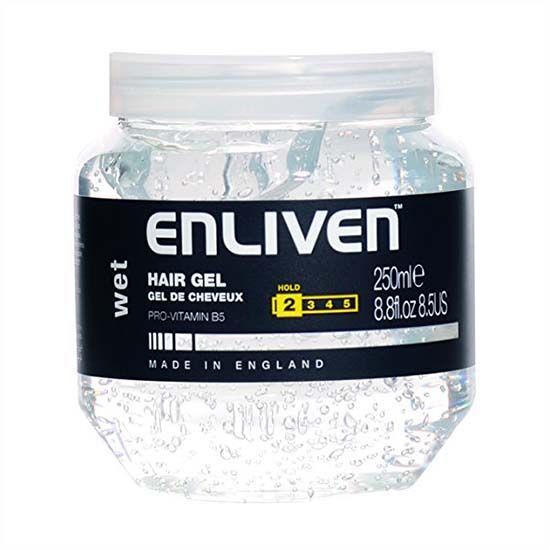 wet
ENLIVEN™
HAIR GEL
GEL DE CHEVEUX
PRO-VITAMIN B5
HOLD
2 3 4 5
250ml℮
8.8fl.oz 8.5US
MADE IN ENGLAND